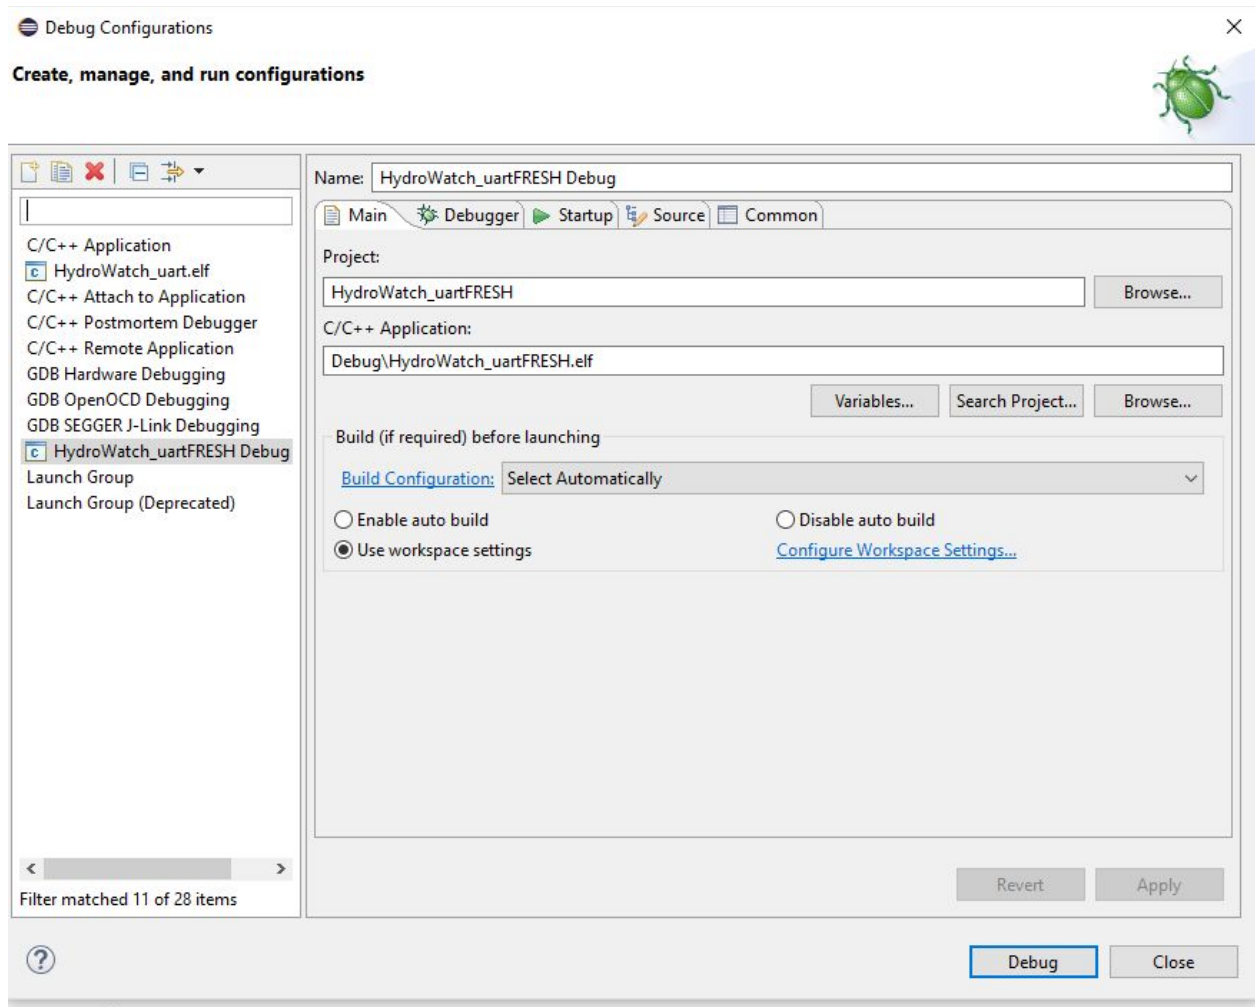 Debug Configurations
Create, manage, and run configurations
Name: HydroWatch_uartFRESH Debug
Main Debugger Startup Source Common
C/C++ Application
HydroWatch_uart.elf
C/C++ Attach to Application
C/C++ Postmortem Debugger
C/C++ Remote Application
GDB Hardware Debugging
GDB OpenOCD Debugging
GDB SEGGER J-Link Debugging
HydroWatch_uartFRESH Debug
Launch Group
Launch Group (Deprecated)
Filter matched 11 of 28 items
Project:
HydroWatch_uartFRESH Browse...
C/C++ Application:
Debug\HydroWatch_uartFRESH.elf
Variables... Search Project... Browse...
Build (if required) before launching
Build Configuration: Select Automatically
Enable auto build Disable auto build
Use workspace settings Configure Workspace Settings...
Revert Apply
Debug Close